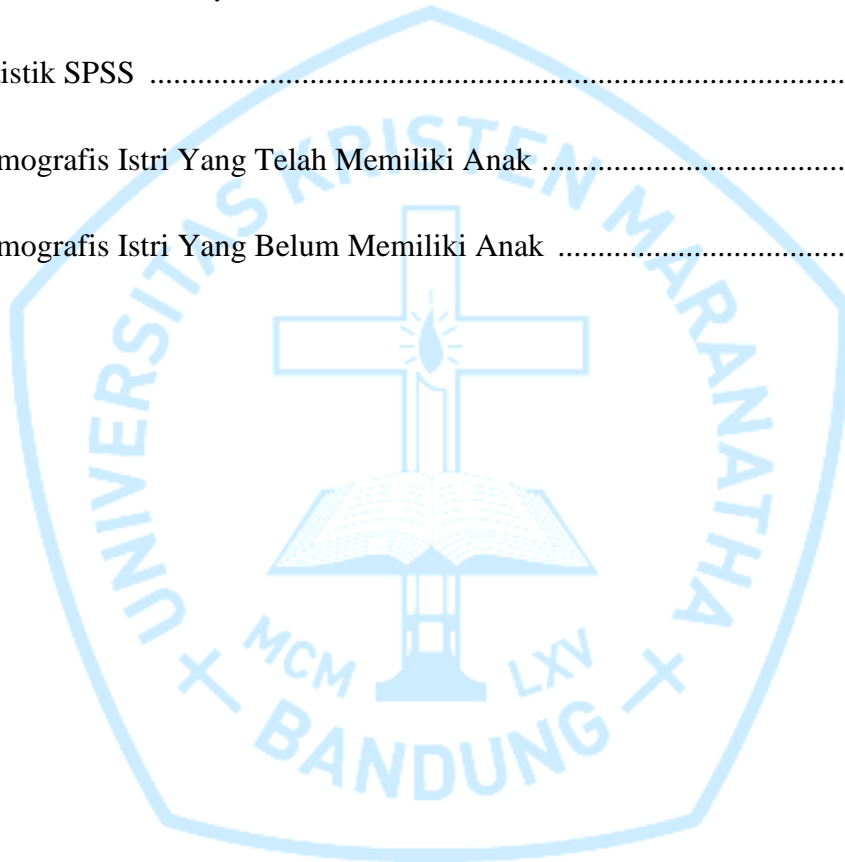 istik SPSS ....................................................................................
mografis Istri Yang Telah Memiliki Anak ......................................
mografis Istri Yang Belum Memiliki Anak ....................................
UNIVERSITAS KRISTEN MARANATHA
MCM LXV
BANDUNG